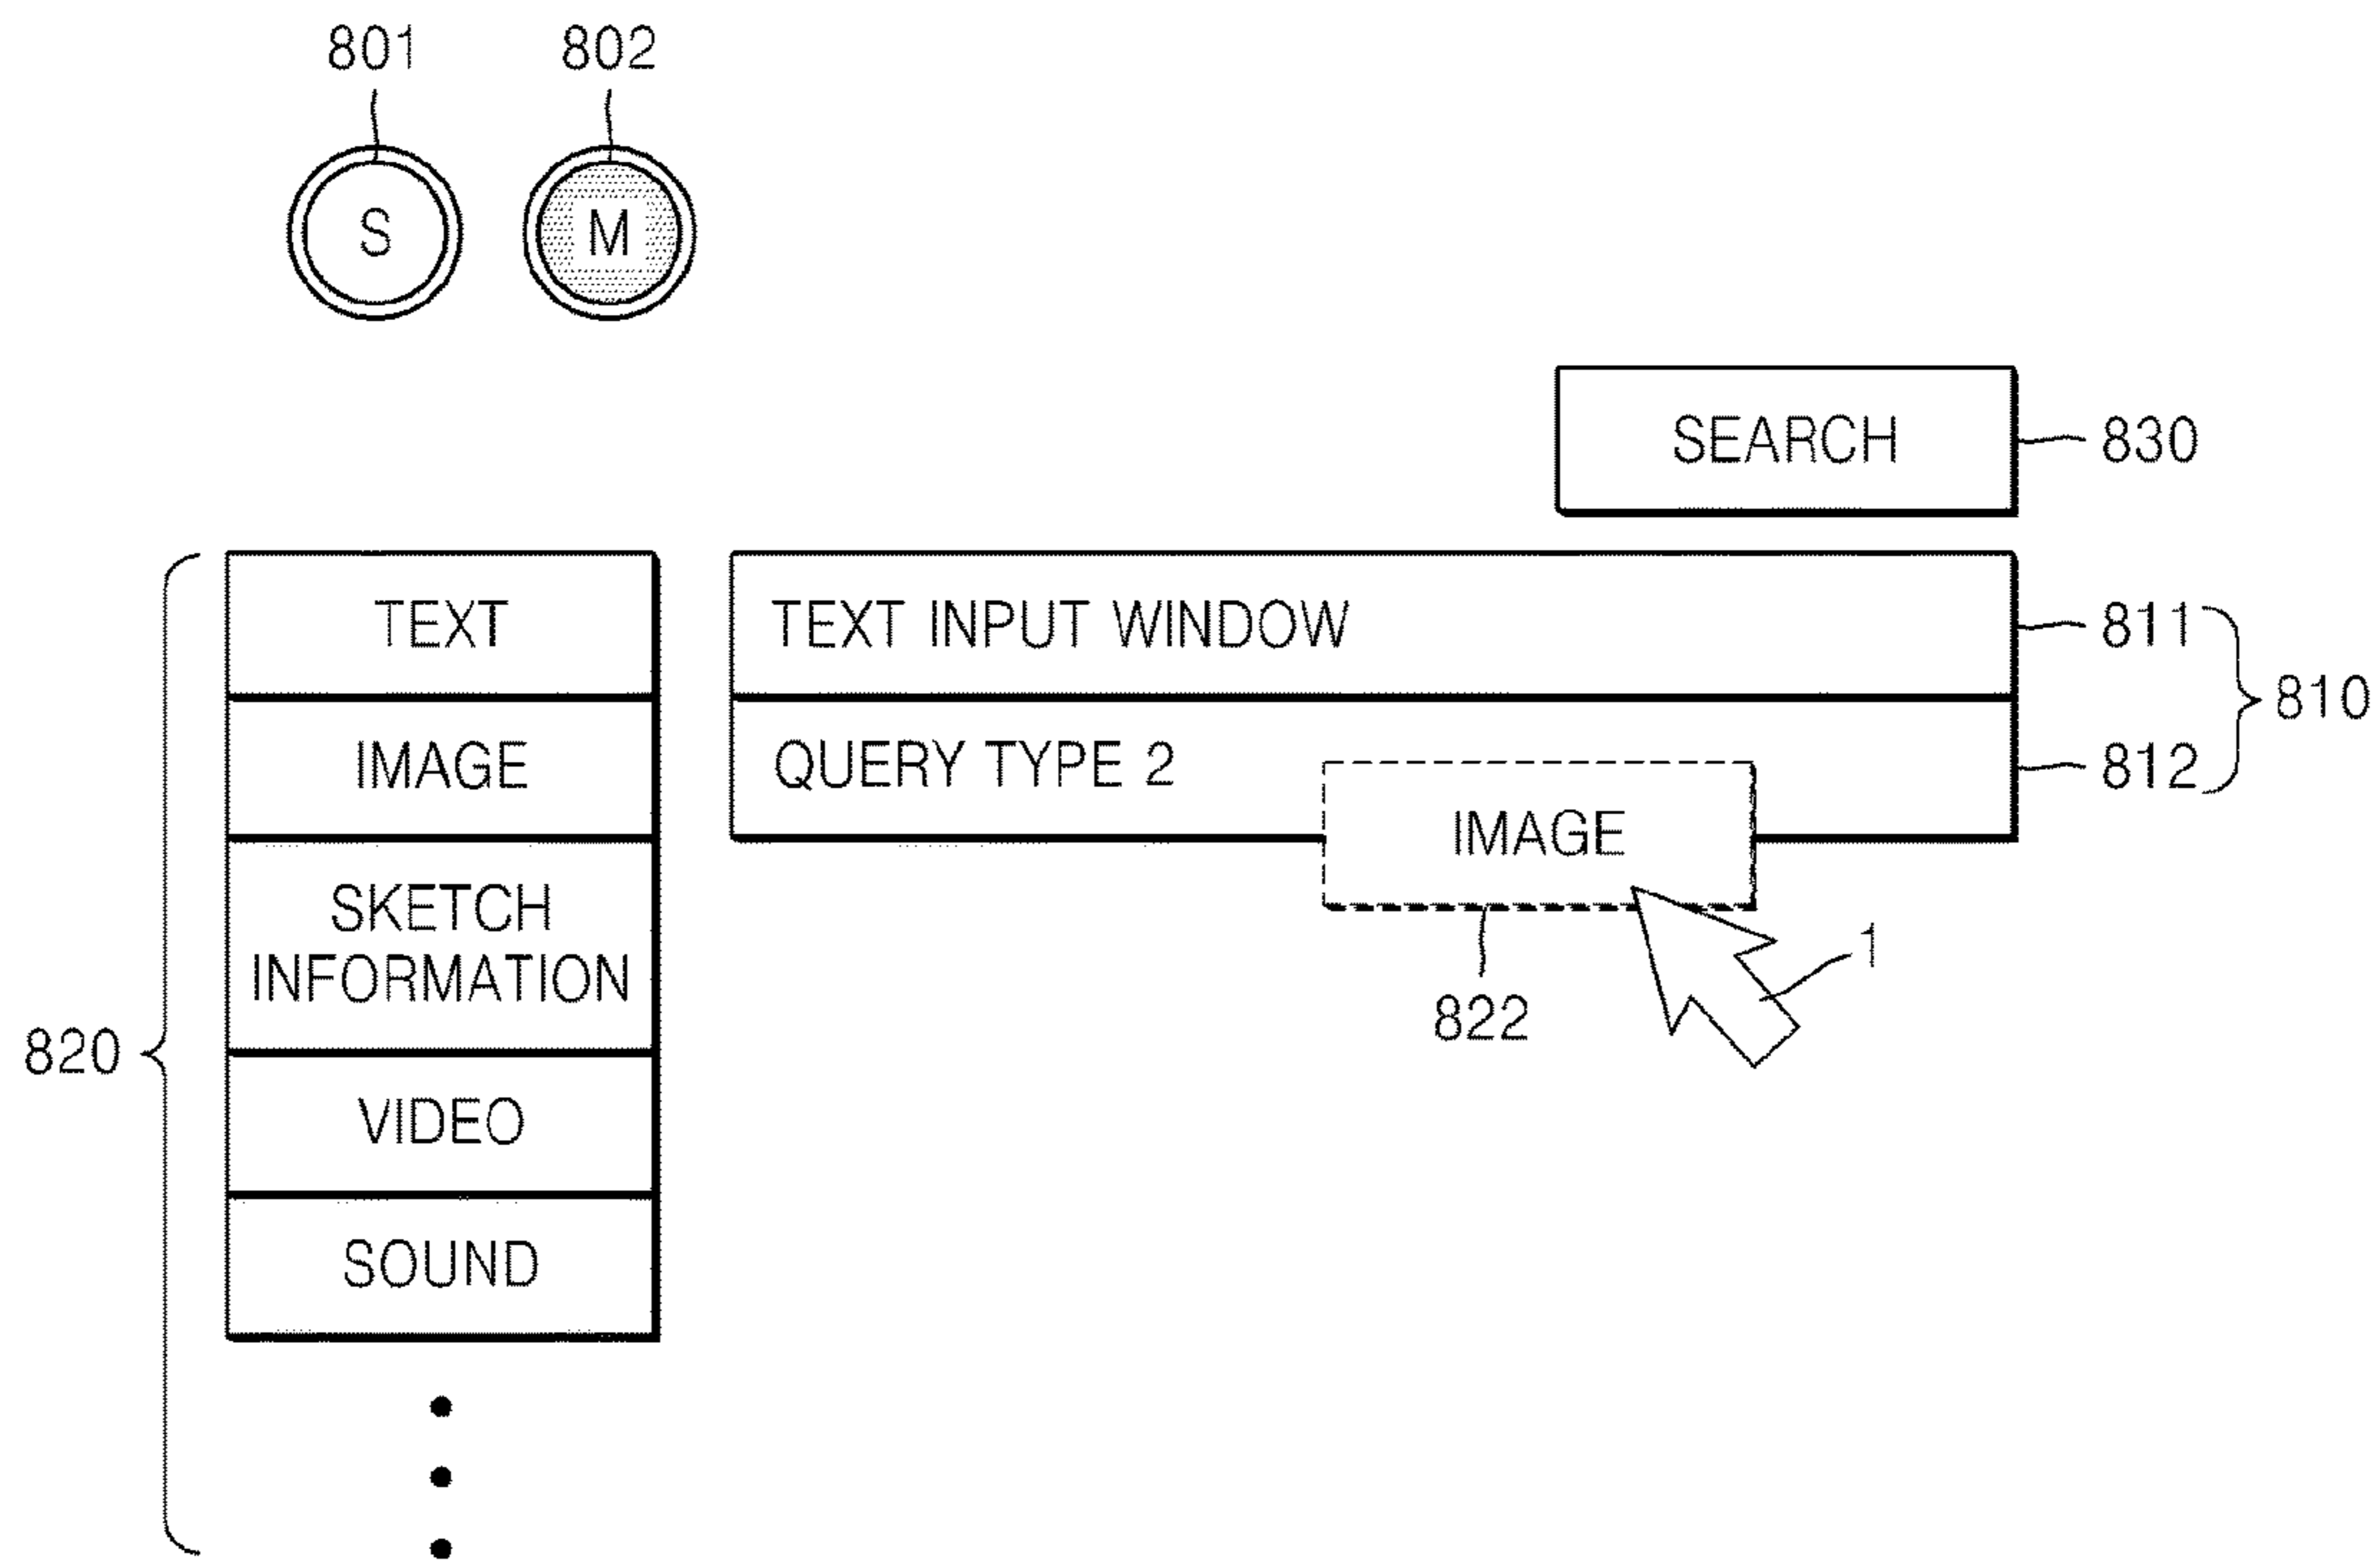 801
802
S
M
SEARCH
830
TEXT
TEXT INPUT WINDOW
811
810
IMAGE
QUERY TYPE 2
812
IMAGE
SKETCH
INFORMATION
1
822
820
VIDEO
SOUND